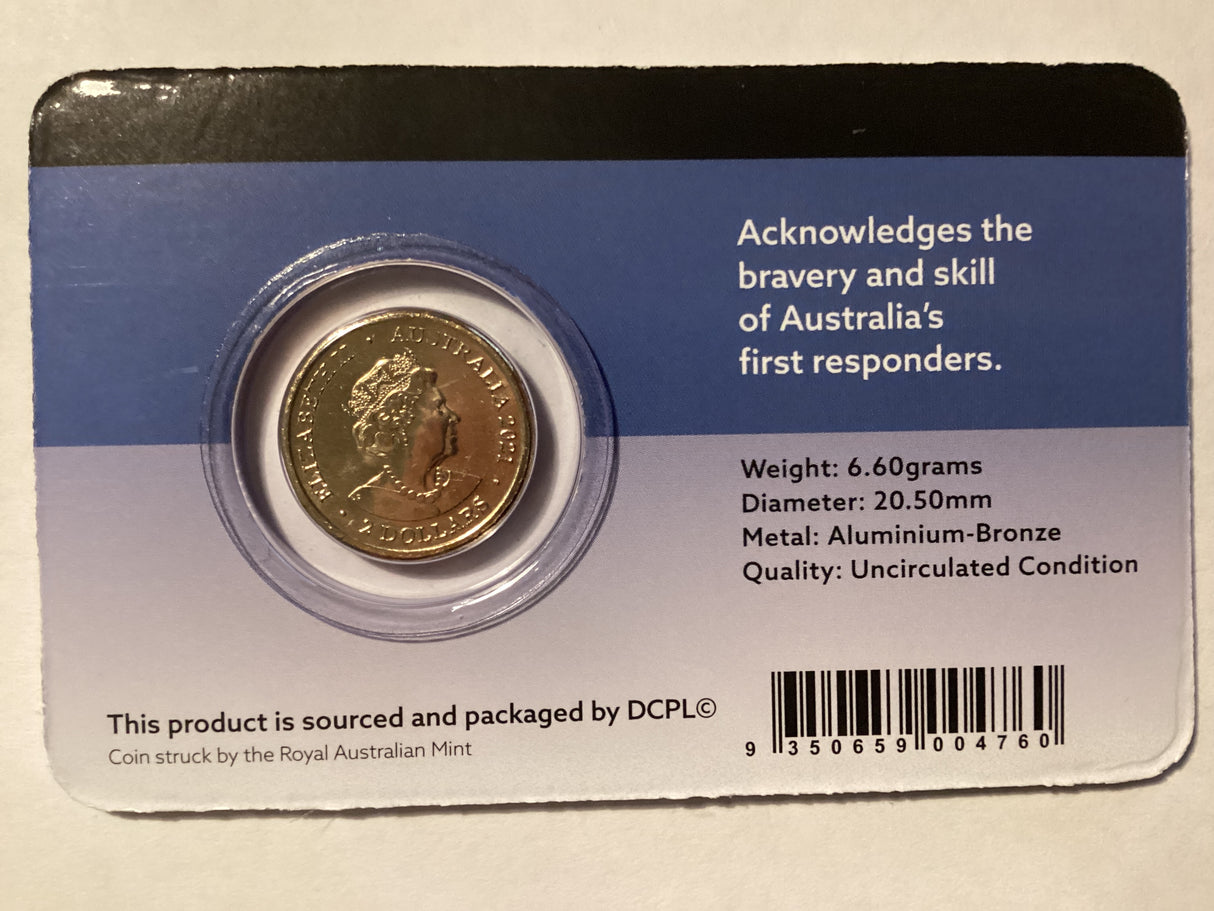 Acknowledges the
bravery and skill
of Australia's
first responders.
ELIZABETH II • AUSTRALIA 2021 •
• 2 DOLLARS
Weight: 6.60grams
Diameter: 20.50mm
Metal: Aluminium-Bronze
Quality: Uncirculated Condition
This product is sourced and packaged by DCPL©
Coin struck by the Royal Australian Mint
9 350659 004760